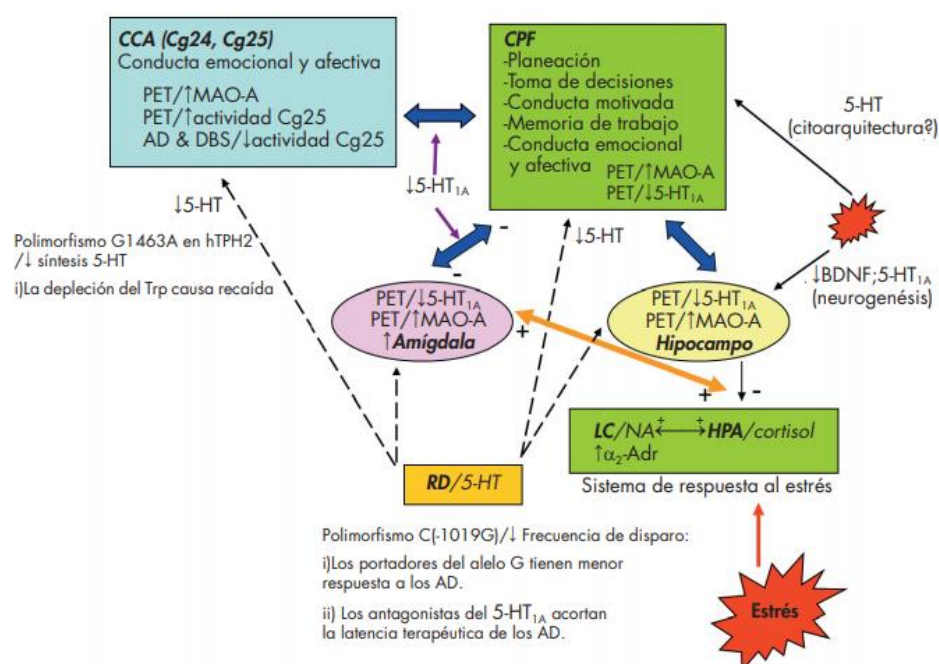 CCA (Cg24, Cg25)
Conducta emocional y afectiva
PET/↑MAO-A
PET/↑actividad Cg25
AD & DBS/↓actividad Cg25
CPF
-Planeación
-Toma de decisiones
-Conducta motivada
-Memoria de trabajo
-Conducta emocional
y afectiva
PET/↑MAO-A
PET/↓5-HT1A
5-HT
(citoarquitectura?)
↓5-HT1A
↓5-HT
Polimorfismo G1463A en hTPH2
/↓ síntesis 5-HT
i)La depleción del Trp causa recaída
↓5-HT
-
-
↓BDNF;5-HT1A
(neurogenésis)
PET/↓5-HT1A
PET/↑MAO-A
↑Amígdala
+
PET/↓5-HT1A
PET/↑MAO-A
Hipocampo
+ -
LC/NA +⟷+ HPA/cortisol
↑α2-Adr
Sistema de respuesta al estrés
RD/5-HT
Polimorfismo C(-1019G)/↓ Frecuencia de disparo:
i)Los portadores del alelo G tienen menor
respuesta a los AD.
ii) Los antagonistas del 5-HT1A acortan
la latencia terapéutica de los AD.
Estrés